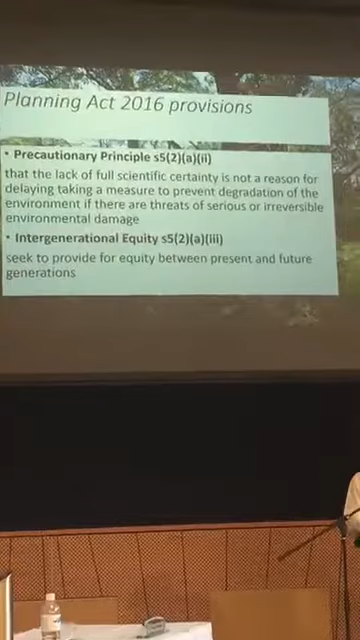 Planning Act 2016 provisions
• Precautionary Principle s5(2)(a)(ii)
that the lack of full scientific certainty is not a reason for
delaying taking a measure to prevent degradation of the
environment if there are threats of serious or irreversible
environmental damage
• Intergenerational Equity s5(2)(a)(iii)
seek to provide for equity between present and future
generations